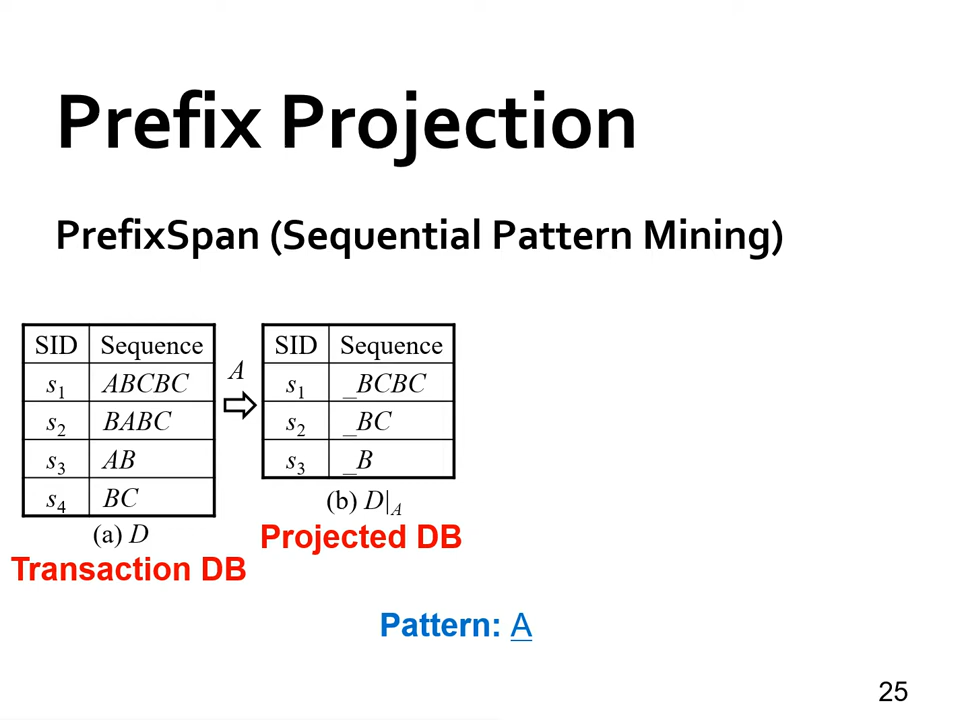 Prefix Projection
PrefixSpan (Sequential Pattern Mining)
SID Sequence
s1 ABCBC
s2 BABC
s3 AB
s4 BC
(a) D
Transaction DB
A
SID Sequence
s1 _BCBC
s2 _BC
s3 _B
(b) D|A
Projected DB
Pattern: A
25